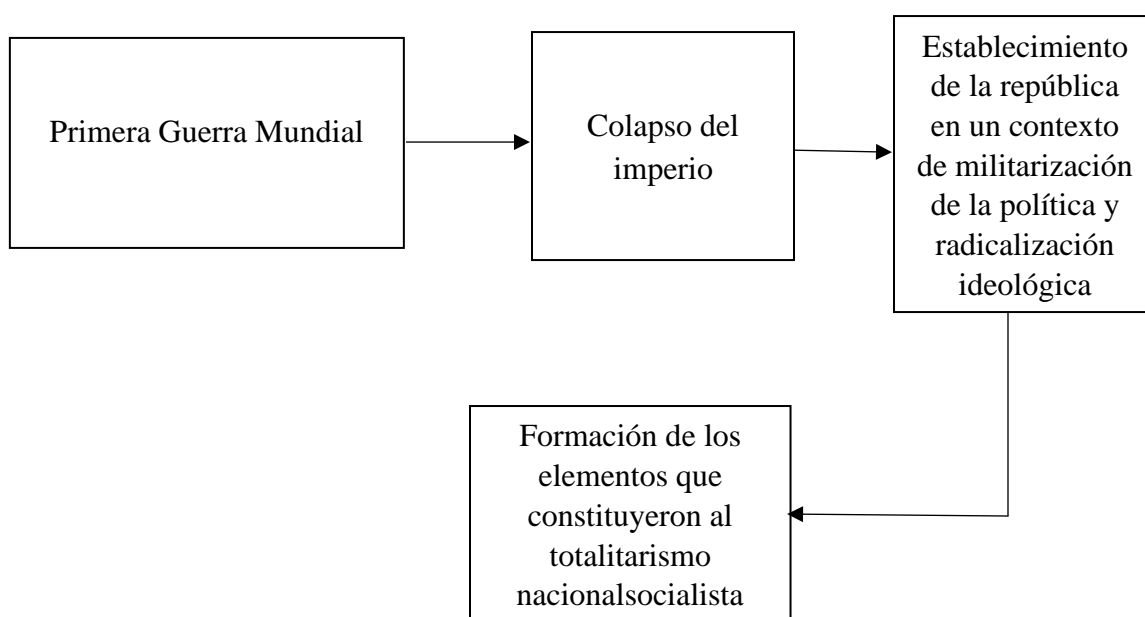 Primera Guerra Mundial
Colapso del
imperio
Establecimiento
de la república
en un contexto
de militarización
de la política y
radicalización
ideológica
Formación de los
elementos que
constituyeron al
totalitarismo
nacionalsocialista